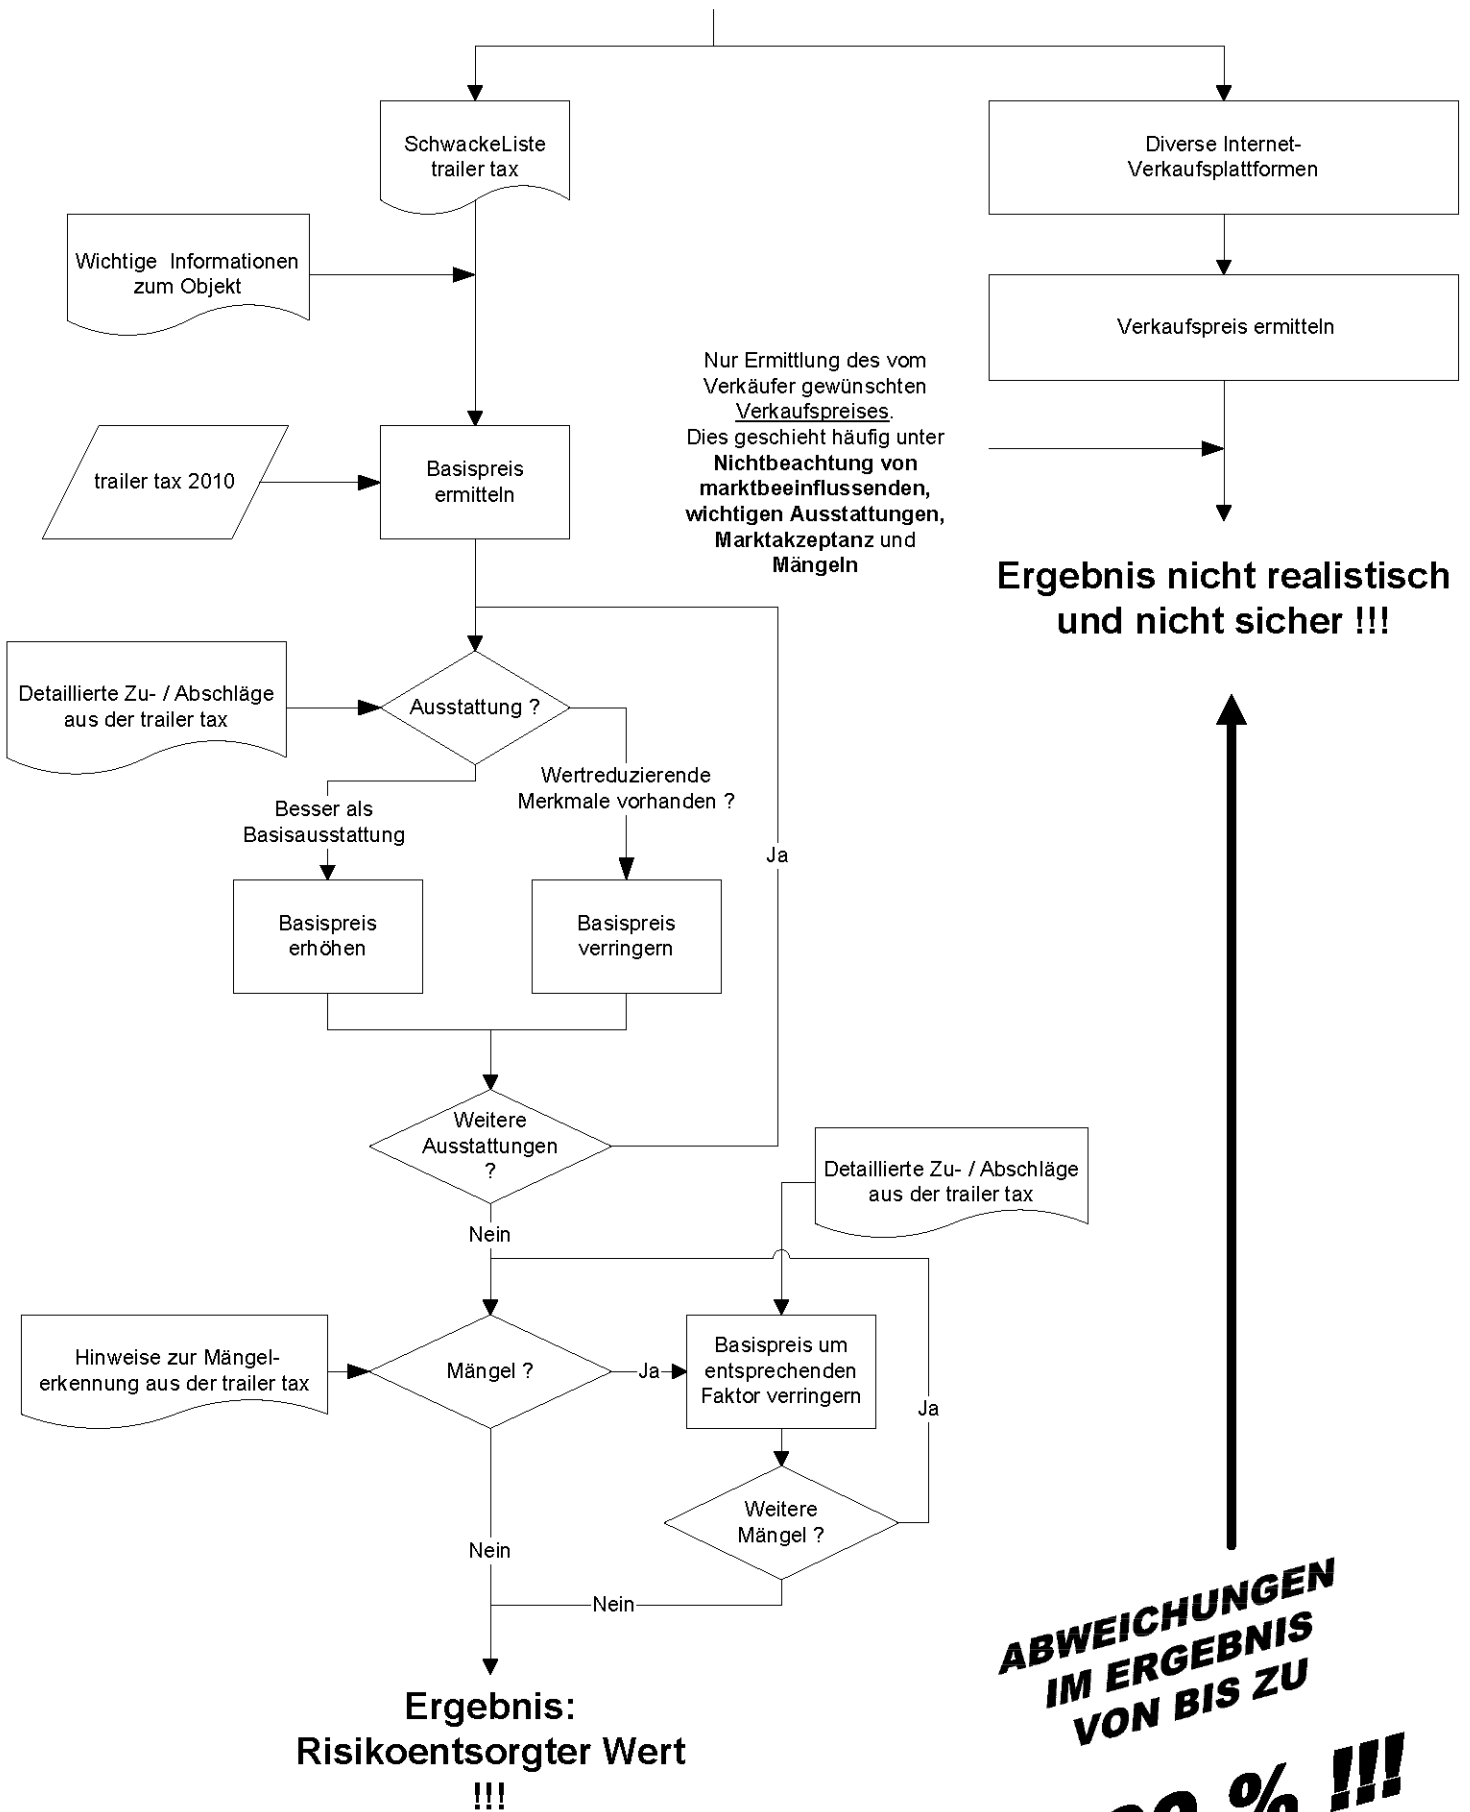 SchwackeListe
trailer tax
Diverse Internet-
Verkaufsplattformen
Wichtige Informationen
zum Objekt
Verkaufspreis ermitteln
Nur Ermittlung des vom
Verkäufer gewünschten
Verkaufspreises.
Dies geschieht häufig unter
Nichtbeachtung von
marktbeeinflussenden,
wichtigen Ausstattungen,
Marktakzeptanz und
Mängeln
trailer tax 2010
Basispreis
ermitteln
Ergebnis nicht realistisch
und nicht sicher !!!
Detaillierte Zu- / Abschläge
aus der trailer tax
Ausstattung ?
Wertreduzierende
Merkmale vorhanden ?
Besser als
Basisausstattung
Ja
Basispreis
erhöhen
Basispreis
verringern
Weitere
Ausstattungen
?
Detaillierte Zu- / Abschläge
aus der trailer tax
Nein
Hinweise zur Mängel-
erkennung aus der trailer tax
Mängel ?
Ja
Basispreis um
entsprechenden
Faktor verringern
Ja
Weitere
Mängel ?
Nein
Nein
ABWEICHUNGEN
IM ERGEBNIS
VON BIS ZU
% !!!
Ergebnis:
Risikoentsorgter Wert
!!!